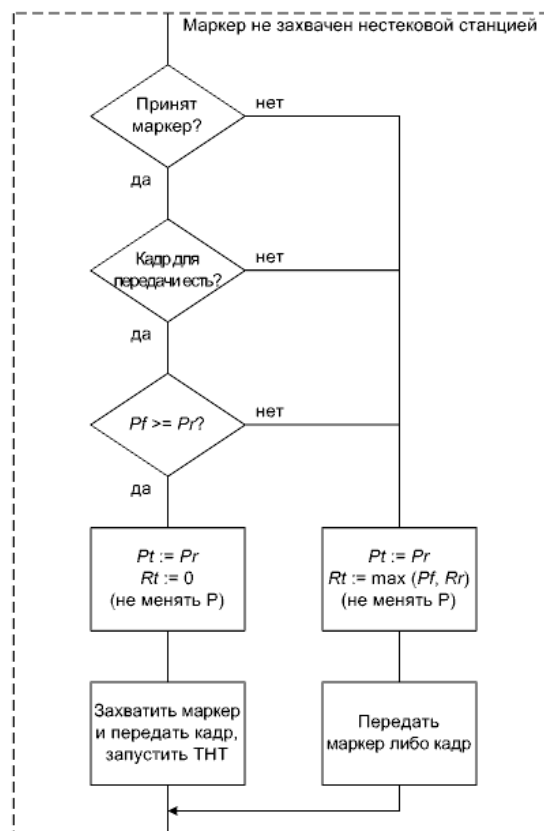 Маркер не захвачен нестековой станцией
Принят
маркер?
нет
да
Кадр для
передачи есть?
нет
да
Pf >= Pr?
нет
да
Pt := Pr
Rt := 0
(не менять P)
Pt := Pr
Rt := max (Pf, Rr)
(не менять P)
Захватить маркер
и передать кадр,
запустить ТНТ
Передать
маркер либо кадр